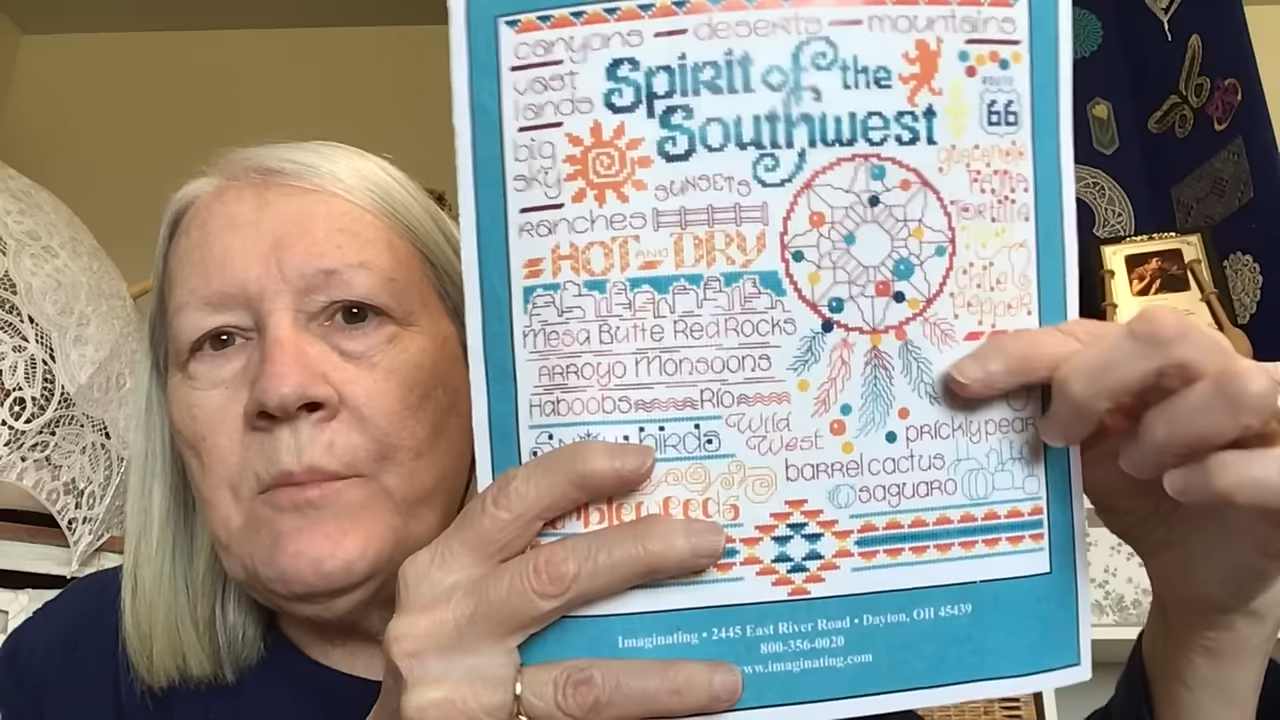 canyons — deserts — mountains
vast
lands
Spirit of the
Southwest
ROUTE
66
big
sky
SUNSETS
Ranches
HOT AND DRY
guacamole
FAJITA
Tortilla
Chile
Pepper
Mesa Butte Red Rocks
ARROYO Monsoons
Haboobs Rio
birds
Wild
West
prickly pear
barrel cactus
saguaro
mbleweeds
Imaginating • 2445 East River Road • Dayton, OH 45439
800-356-0020
www.imaginating.com